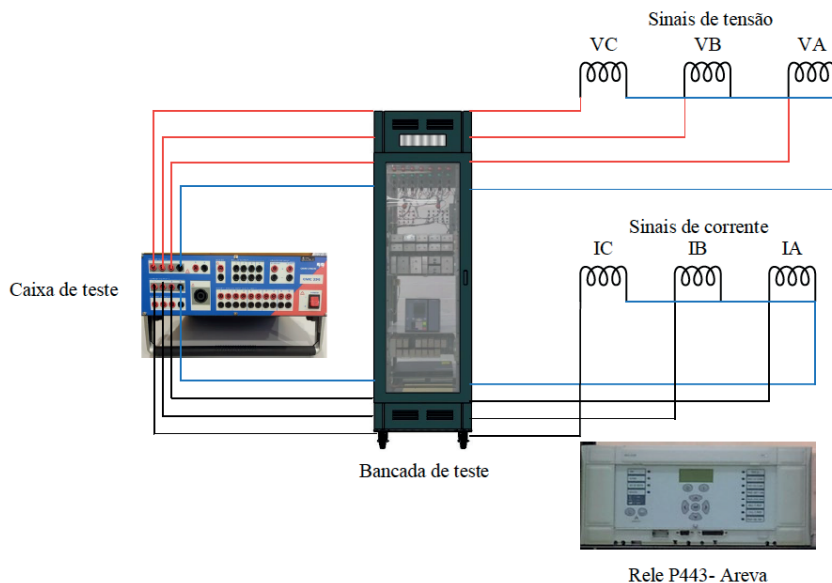 Sinais de tensão
VC
VB
VA
Sinais de corrente
IC
IB
IA
Caixa de teste
Bancada de teste
Rele P443- Areva